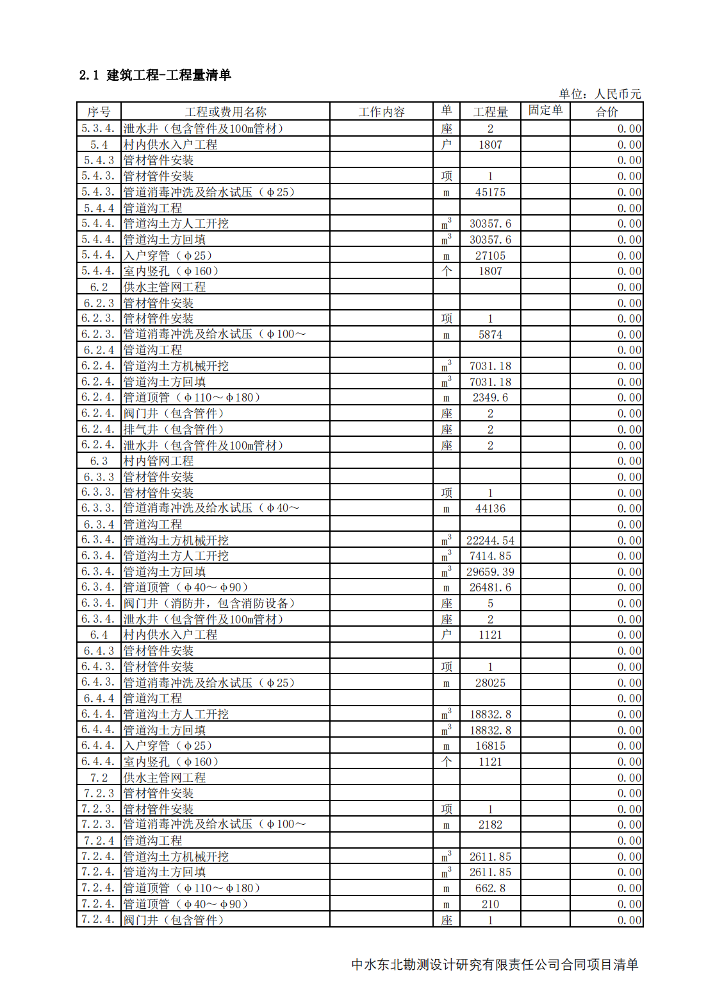 2.1 建筑工程-工程量清单
单位: 人民币元
序号 工程或费用名称 工作内容 单 工程量 固定单 合价
5.3.4. 泄水井（包含管件及100m管材） 座 2 0.00
5.4 村内供水入户工程 户 1807 0.00
5.4.3 管材管件安装 0.00
5.4.3. 管材管件安装 项 1 0.00
5.4.3. 管道消毒冲洗及给水试压（φ25） m 45175 0.00
5.4.4 管道沟工程 0.00
5.4.4. 管道沟土方人工开挖 m³ 30357.6 0.00
5.4.4. 管道沟土方回填 m³ 30357.6 0.00
5.4.4. 入户穿管（φ25） m 27105 0.00
5.4.4. 室内竖孔（φ160） 个 1807 0.00
6.2 供水主管网工程 0.00
6.2.3 管材管件安装 0.00
6.2.3. 管材管件安装 项 1 0.00
6.2.3. 管道消毒冲洗及给水试压（φ100～ m 5874 0.00
6.2.4 管道沟工程 0.00
6.2.4. 管道沟土方机械开挖 m³ 7031.18 0.00
6.2.4. 管道沟土方回填 m³ 7031.18 0.00
6.2.4. 管道顶管（φ110～φ180） m 2349.6 0.00
6.2.4. 阀门井（包含管件） 座 2 0.00
6.2.4. 排气井（包含管件） 座 2 0.00
6.2.4. 泄水井（包含管件及100m管材） 座 2 0.00
6.3 村内管网工程 0.00
6.3.3 管材管件安装 0.00
6.3.3. 管材管件安装 项 1 0.00
6.3.3. 管道消毒冲洗及给水试压（φ40～ m 44136 0.00
6.3.4 管道沟工程 0.00
6.3.4. 管道沟土方机械开挖 m³ 22244.54 0.00
6.3.4. 管道沟土方人工开挖 m³ 7414.85 0.00
6.3.4. 管道沟土方回填 m³ 29659.39 0.00
6.3.4. 管道顶管（φ40～φ90） m 26481.6 0.00
6.3.4. 阀门井（消防井，包含消防设备） 座 5 0.00
6.3.4. 泄水井（包含管件及100m管材） 座 2 0.00
6.4 村内供水入户工程 户 1121 0.00
6.4.3 管材管件安装 0.00
6.4.3. 管材管件安装 项 1 0.00
6.4.3. 管道消毒冲洗及给水试压（φ25） m 28025 0.00
6.4.4 管道沟工程 0.00
6.4.4. 管道沟土方人工开挖 m³ 18832.8 0.00
6.4.4. 管道沟土方回填 m³ 18832.8 0.00
6.4.4. 入户穿管（φ25） m 16815 0.00
6.4.4. 室内竖孔（φ160） 个 1121 0.00
7.2 供水主管网工程 0.00
7.2.3 管材管件安装 0.00
7.2.3. 管材管件安装 项 1 0.00
7.2.3. 管道消毒冲洗及给水试压（φ100～ m 2182 0.00
7.2.4 管道沟工程 0.00
7.2.4. 管道沟土方机械开挖 m³ 2611.85 0.00
7.2.4. 管道沟土方回填 m³ 2611.85 0.00
7.2.4. 管道顶管（φ110～φ180） m 662.8 0.00
7.2.4. 管道顶管（φ40～φ90） m 210 0.00
7.2.4. 阀门井（包含管件） 座 1 0.00
中水东北勘测设计研究有限责任公司合同项目清单